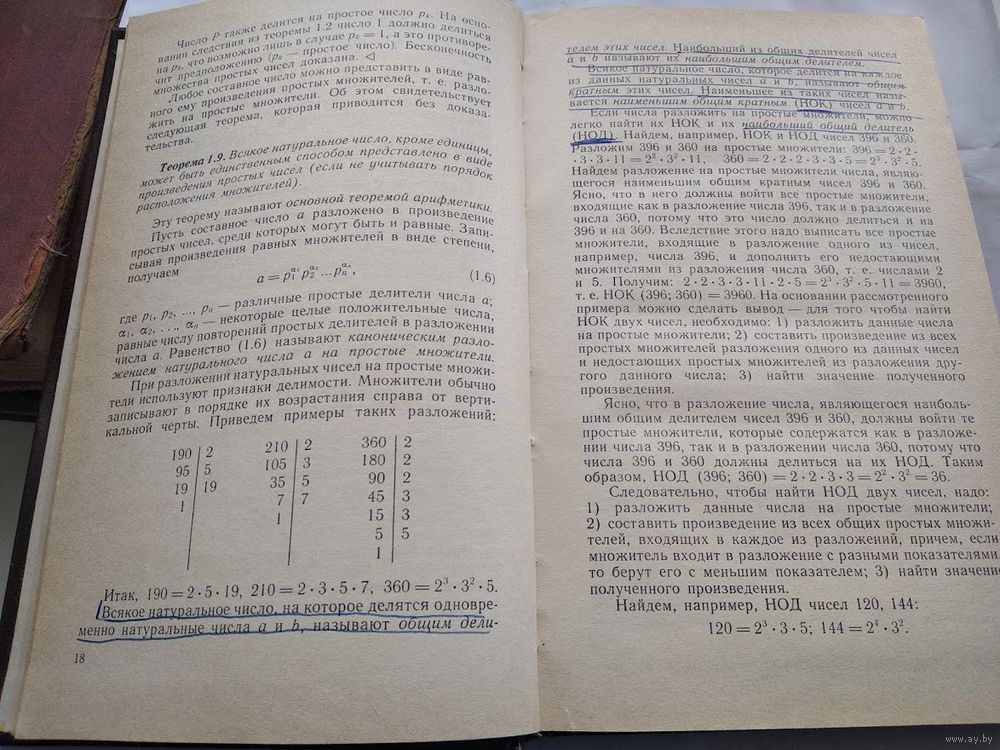 Число P также делится на простое число pₖ. На осно-
вании следствия из теоремы 1.2 число 1 должно делиться
на pₖ, что возможно лишь в случае pₖ = 1, а это противоре-
чит предположению (pₖ — простое число). Бесконечность
множества простых чисел доказана. ◁
Любое составное число можно представить в виде рав-
ного ему произведения простых множителей, т. е. разло-
жить на простые множители. Об этом свидетельствует
следующая теорема, которая приводится без доказа-
тельства.
Теорема 1.9. Всякое натуральное число, кроме единицы,
может быть единственным способом представлено в виде
произведения простых чисел (если не учитывать порядок
расположения множителей).
Эту теорему называют основной теоремой арифметики.
Пусть составное число a разложено в произведение
простых чисел, среди которых могут быть и равные. Запи-
сывая произведения равных множителей в виде степени,
получаем
a = p₁^α₁ p₂^α₂ ... pₙ^αₙ, (1.6)
где p₁, p₂, ..., pₙ — различные простые делители числа a;
α₁, α₂, ..., αₙ — некоторые целые положительные числа,
равные числу повторений простых делителей в разложении
числа a. Равенство (1.6) называют каноническим разло-
жением натурального числа a на простые множители.
При разложении натуральных чисел на простые множи-
тели используют признаки делимости. Множители обычно
записывают в порядке их возрастания справа от верти-
кальной черты. Приведем примеры таких разложений:
190 | 2 210 | 2 360 | 2
95 | 5 105 | 3 180 | 2
19 | 19 35 | 5 90 | 2
1 | 7 | 7 45 | 3
1 | 15 | 3
5 | 5
1 |
Итак, 190 = 2·5·19, 210 = 2·3·5·7, 360 = 2³·3²·5.
Всякое натуральное число, на которое делятся одновре-
менно натуральные числа a и b, называют общим дели-
18
телем этих чисел. Наибольший из общих делителей чисел
a и b называют их наибольшим общим делителем.
Всякое натуральное число, которое делится на каждое
из данных натуральных чисел a и b, называют общим
кратным этих чисел. Наименьшее из таких чисел назы-
вается наименьшим общим кратным (НОК) чисел a и b.
Если числа разложить на простые множители, можно
легко найти их НОК и их наибольший общий делитель
(НОД). Найдем, например, НОК и НОД чисел 396 и 360.
Разложим 396 и 360 на простые множители: 396 = 2·2·
·3·3·11 = 2²·3²·11, 360 = 2·2·2·3·3·5 = 2³·3²·5.
Найдем разложение на простые множители числа, являю-
щегося наименьшим общим кратным чисел 396 и 360.
Ясно, что в него должны войти все простые множители,
входящие как в разложение числа 396, так и в разложение
числа 360, потому что это число должно делиться и на
396 и на 360. Вследствие этого надо выписать все простые
множители, входящие в разложение одного из чисел,
например, числа 396, и дополнить его недостающими
множителями из разложения числа 360, т. е. числами 2
и 5. Получим: 2·2·3·3·11·2·5 = 2³·3²·5·11 = 3960,
т. е. НОК (396; 360) = 3960. На основании рассмотренного
примера можно сделать вывод — для того чтобы найти
НОК двух чисел, необходимо: 1) разложить данные числа
на простые множители; 2) составить произведение из всех
простых множителей разложения одного из данных чисел
и недостающих простых множителей из разложения дру-
гого данного числа; 3) найти значение полученного
произведения.
Ясно, что в разложение числа, являющегося наиболь-
шим общим делителем чисел 396 и 360, должны войти те
простые множители, которые содержатся как в разложе-
нии числа 396, так и в разложении числа 360, потому что
числа 396 и 360 должны делиться на их НОД. Таким
образом, НОД (396; 360) = 2·2·3·3 = 2²·3² = 36.
Следовательно, чтобы найти НОД двух чисел, надо:
1) разложить данные числа на простые множители;
2) составить произведение из всех общих простых множи-
телей, входящих в каждое из разложений, причем, если
множитель входит в разложение с разными показателями
то берут его с меньшим показателем; 3) найти значение
полученного произведения.
Найдем, например, НОД чисел 120, 144:
120 = 2³·3·5; 144 = 2⁴·3².
www.ay.by